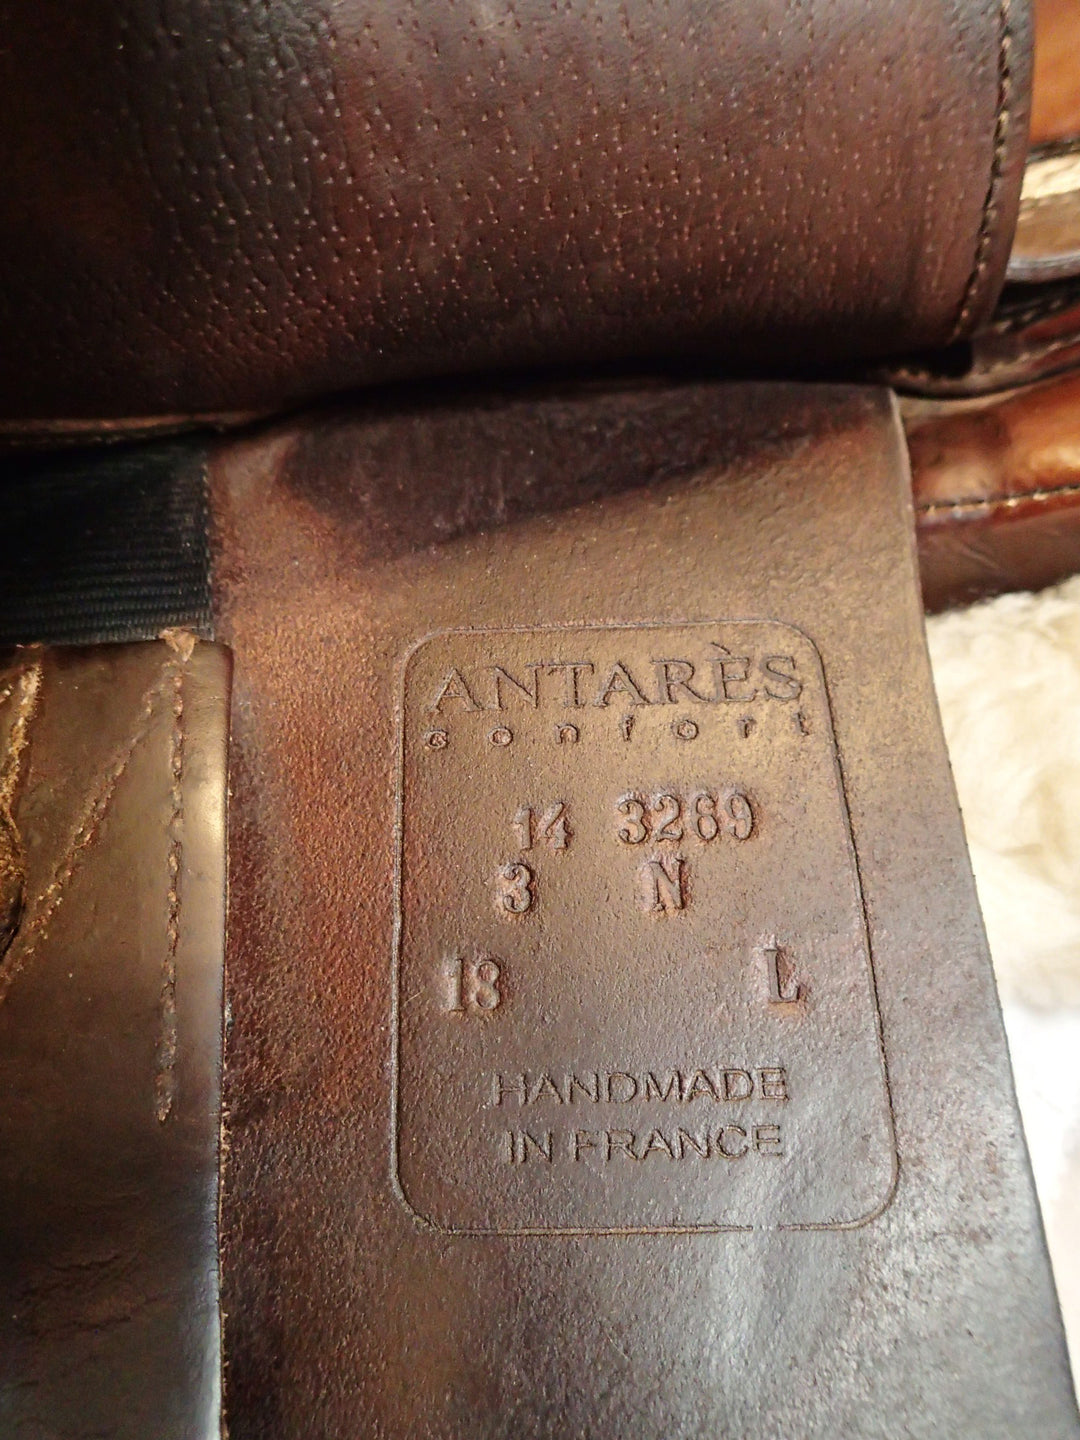 ANTARÈS
confort
14 3269
3 N
18 L
HANDMADE
IN FRANCE